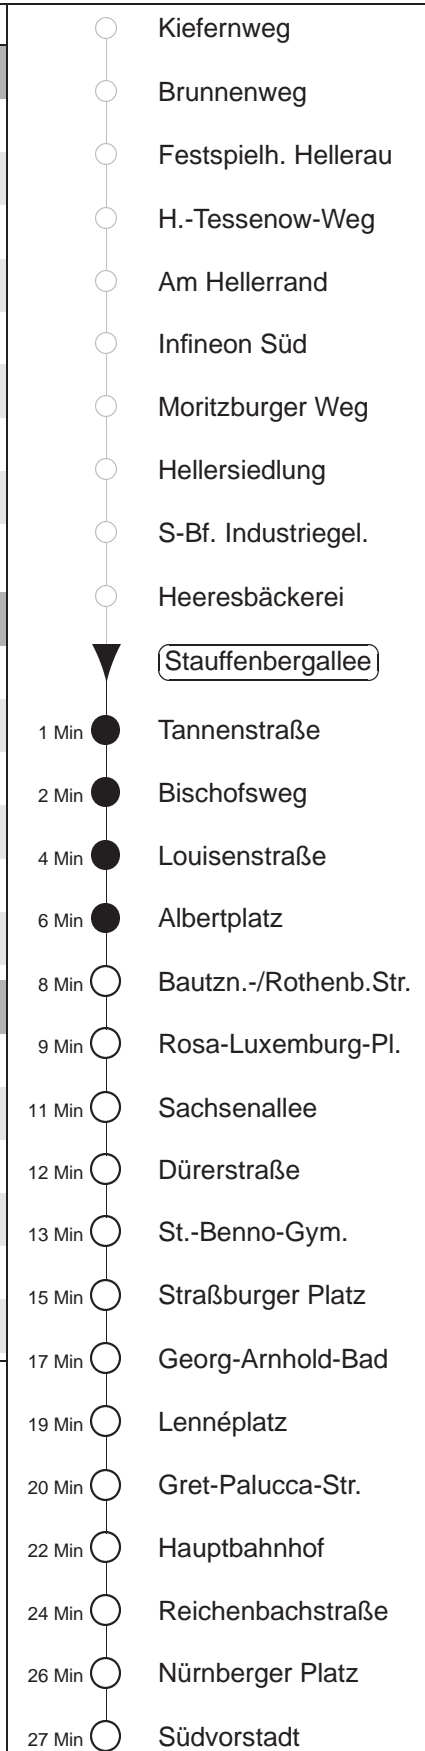 Kiefernweg
Brunnenweg
Festspielh. Hellerau
H.-Tessenow-Weg
Am Hellerrand
Infineon Süd
Moritzburger Weg
Hellersiedlung
S-Bf. Industriegel.
Heeresbäckerei
Stauffenbergallee
1 Min Tannenstraße
2 Min Bischofsweg
4 Min Louisenstraße
6 Min Albertplatz
8 Min Bautzn.-/Rothenb.Str.
9 Min Rosa-Luxemburg-Pl.
11 Min Sachsenallee
12 Min Dürerstraße
13 Min St.-Benno-Gym.
15 Min Straßburger Platz
17 Min Georg-Arnhold-Bad
19 Min Lennéplatz
20 Min Gret-Palucca-Str.
22 Min Hauptbahnhof
24 Min Reichenbachstraße
26 Min Nürnberger Platz
27 Min Südvorstadt